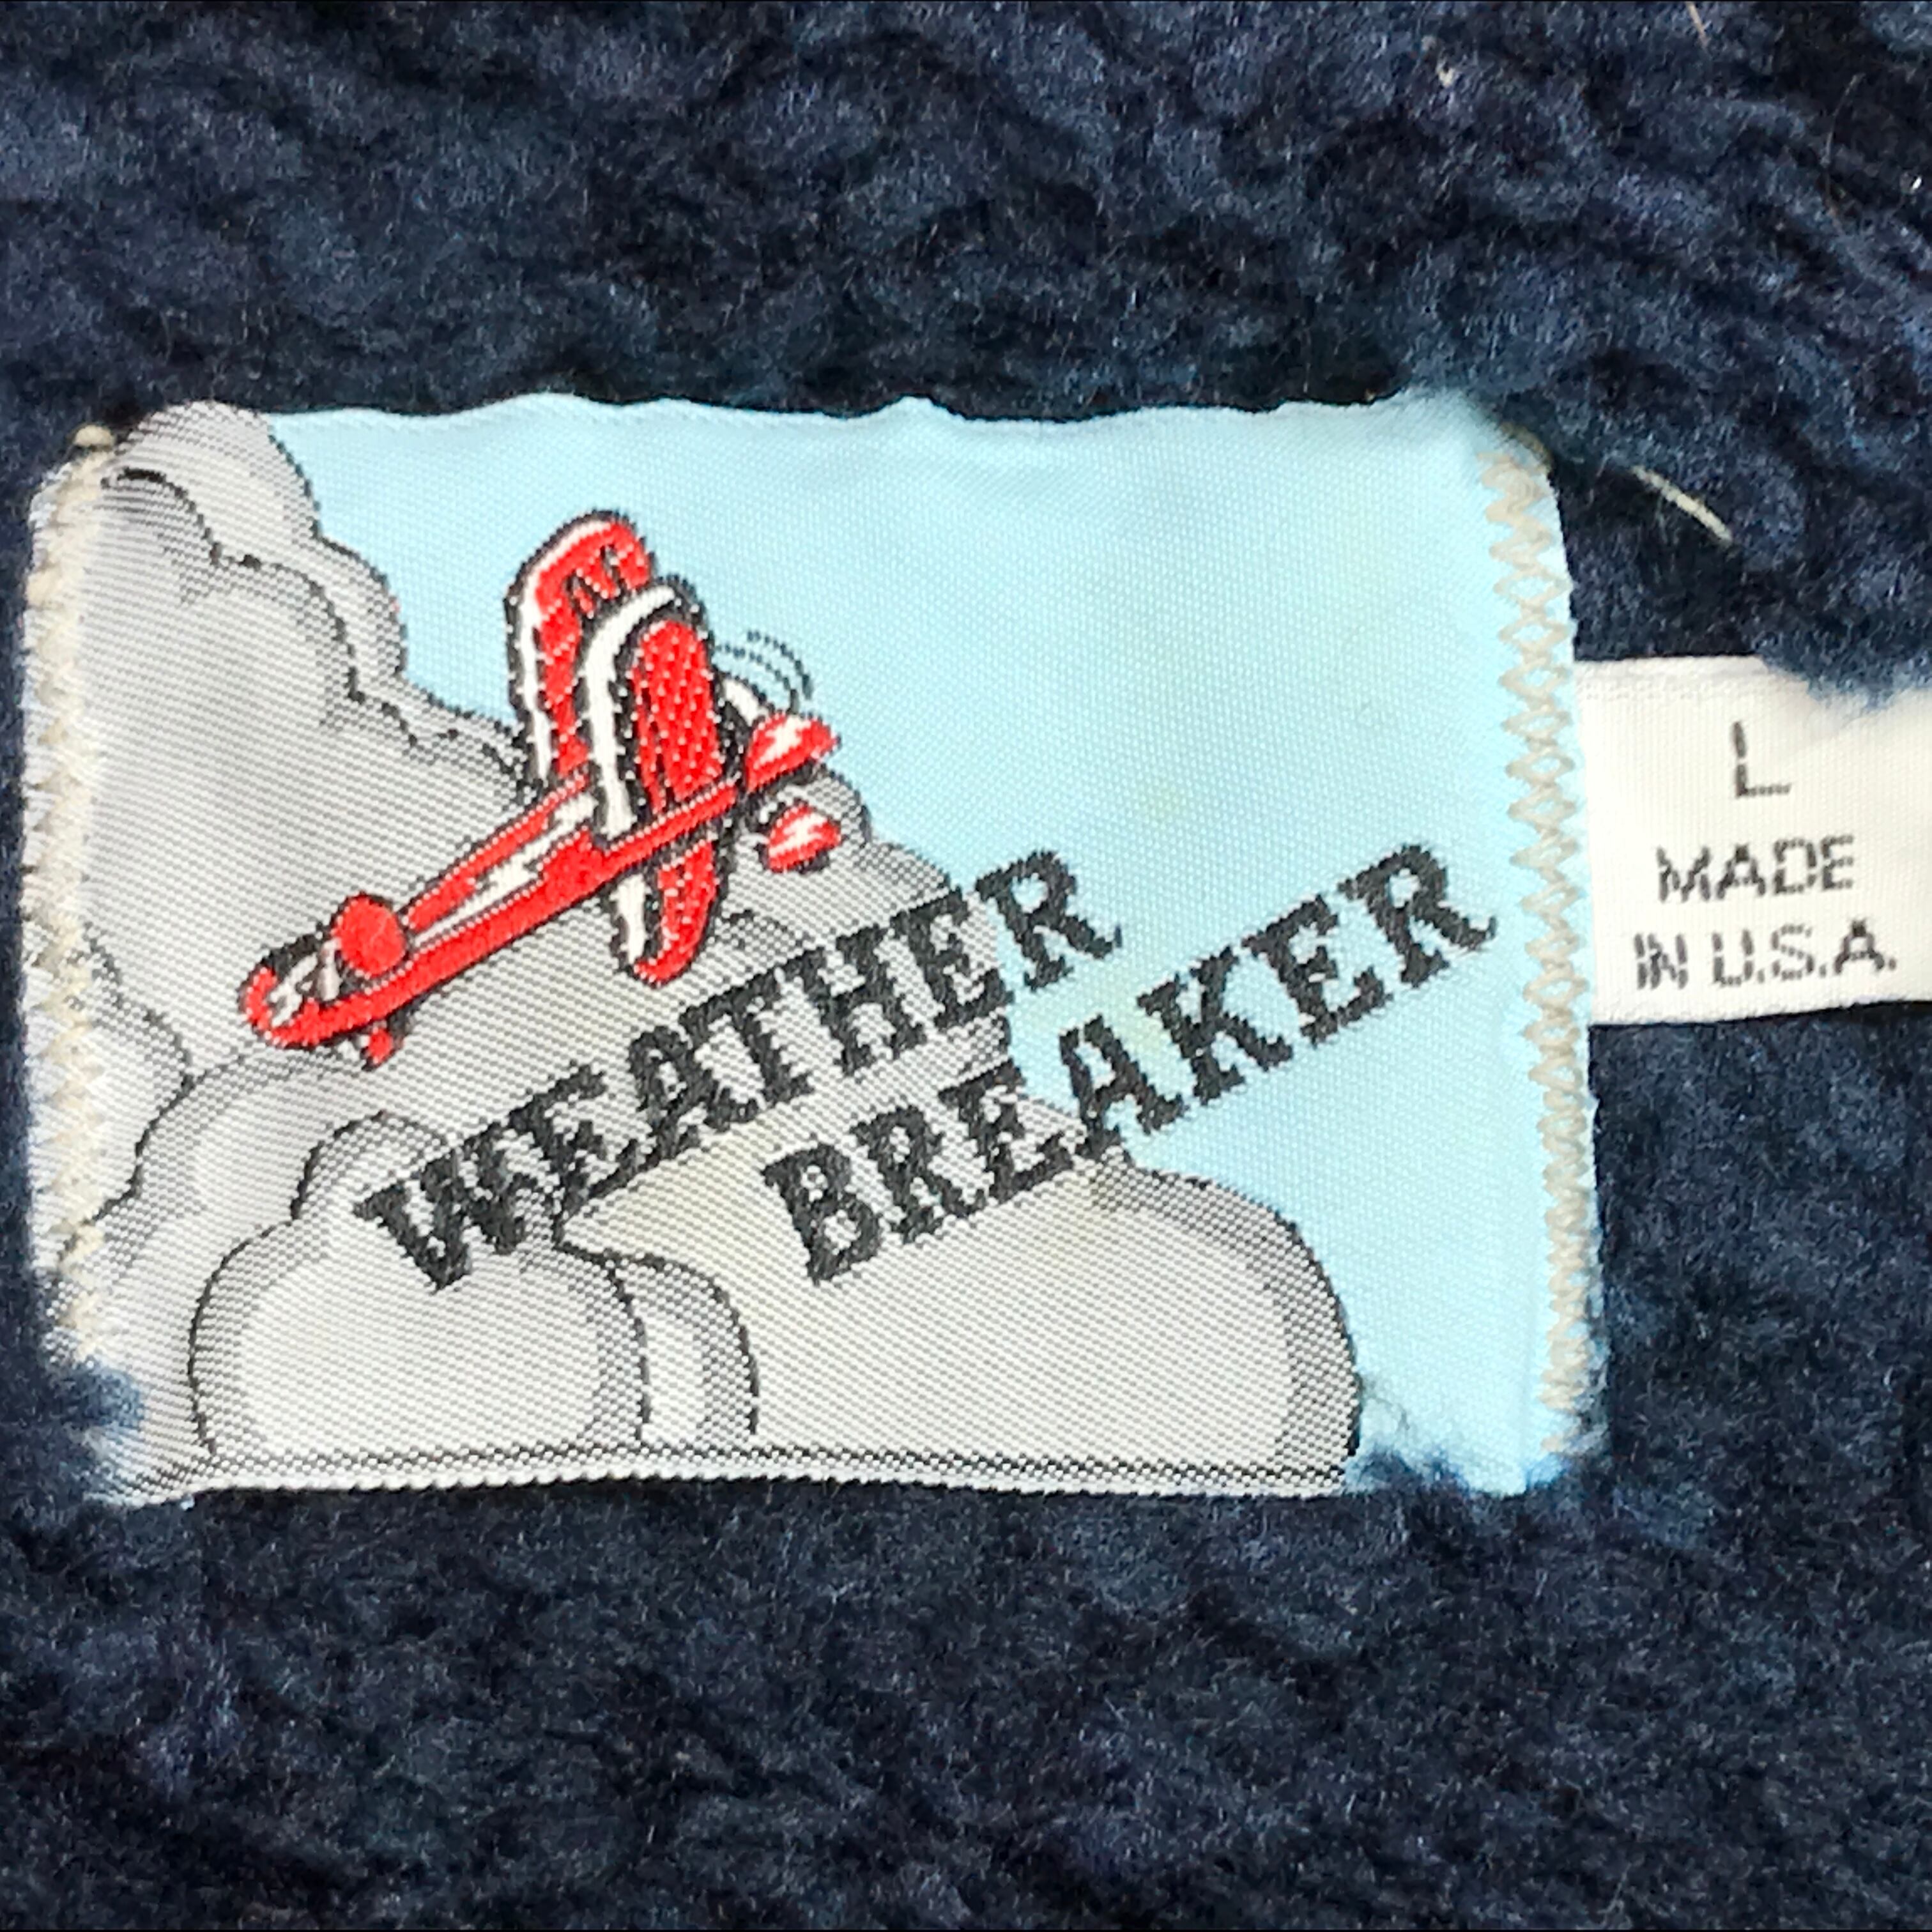 WEATHER
BREAKER
L
MADE
IN U.S.A.